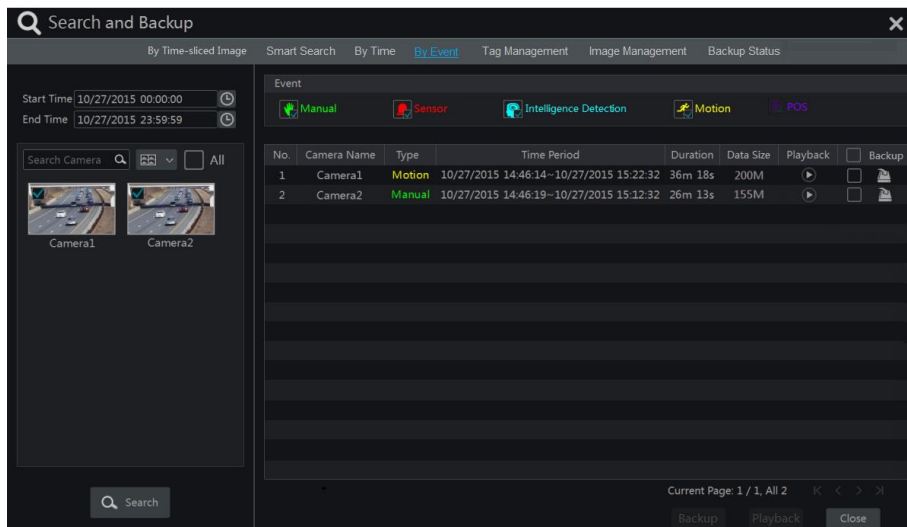 Search and Backup
By Time-sliced Image Smart Search By Time By Event Tag Management Image Management Backup Status
Start Time 10/27/2015 00:00:00
End Time 10/27/2015 23:59:59
Search Camera All
Camera1 Camera2
Search
Event
Manual Sensor Intelligence Detection Motion POS
No. Camera Name Type Time Period Duration Data Size Playback Backup
1 Camera1 Motion 10/27/2015 14:46:14~10/27/2015 15:22:32 36m 18s 200M
2 Camera2 Manual 10/27/2015 14:46:19~10/27/2015 15:12:32 26m 13s 155M
Current Page: 1 / 1, All 2
Backup Playback Close